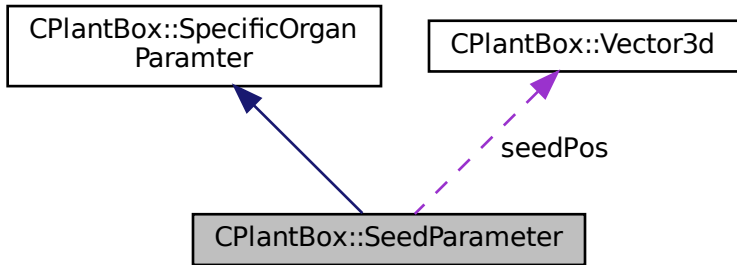 CPlantBox::SpecificOrgan
Paramter
CPlantBox::Vector3d
seedPos
CPlantBox::SeedParameter